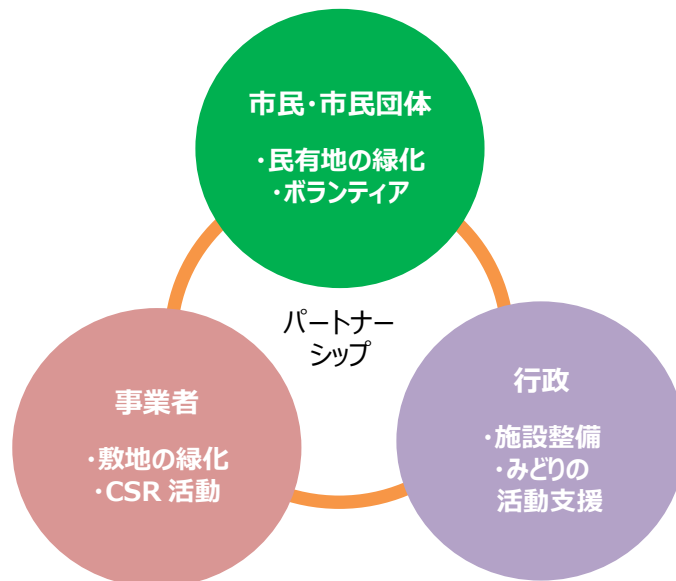 市民・市民団体
・民有地の緑化
・ボランティア
パートナー
シップ
事業者
・敷地の緑化
・CSR 活動
行政
・施設整備
・みどりの
活動支援